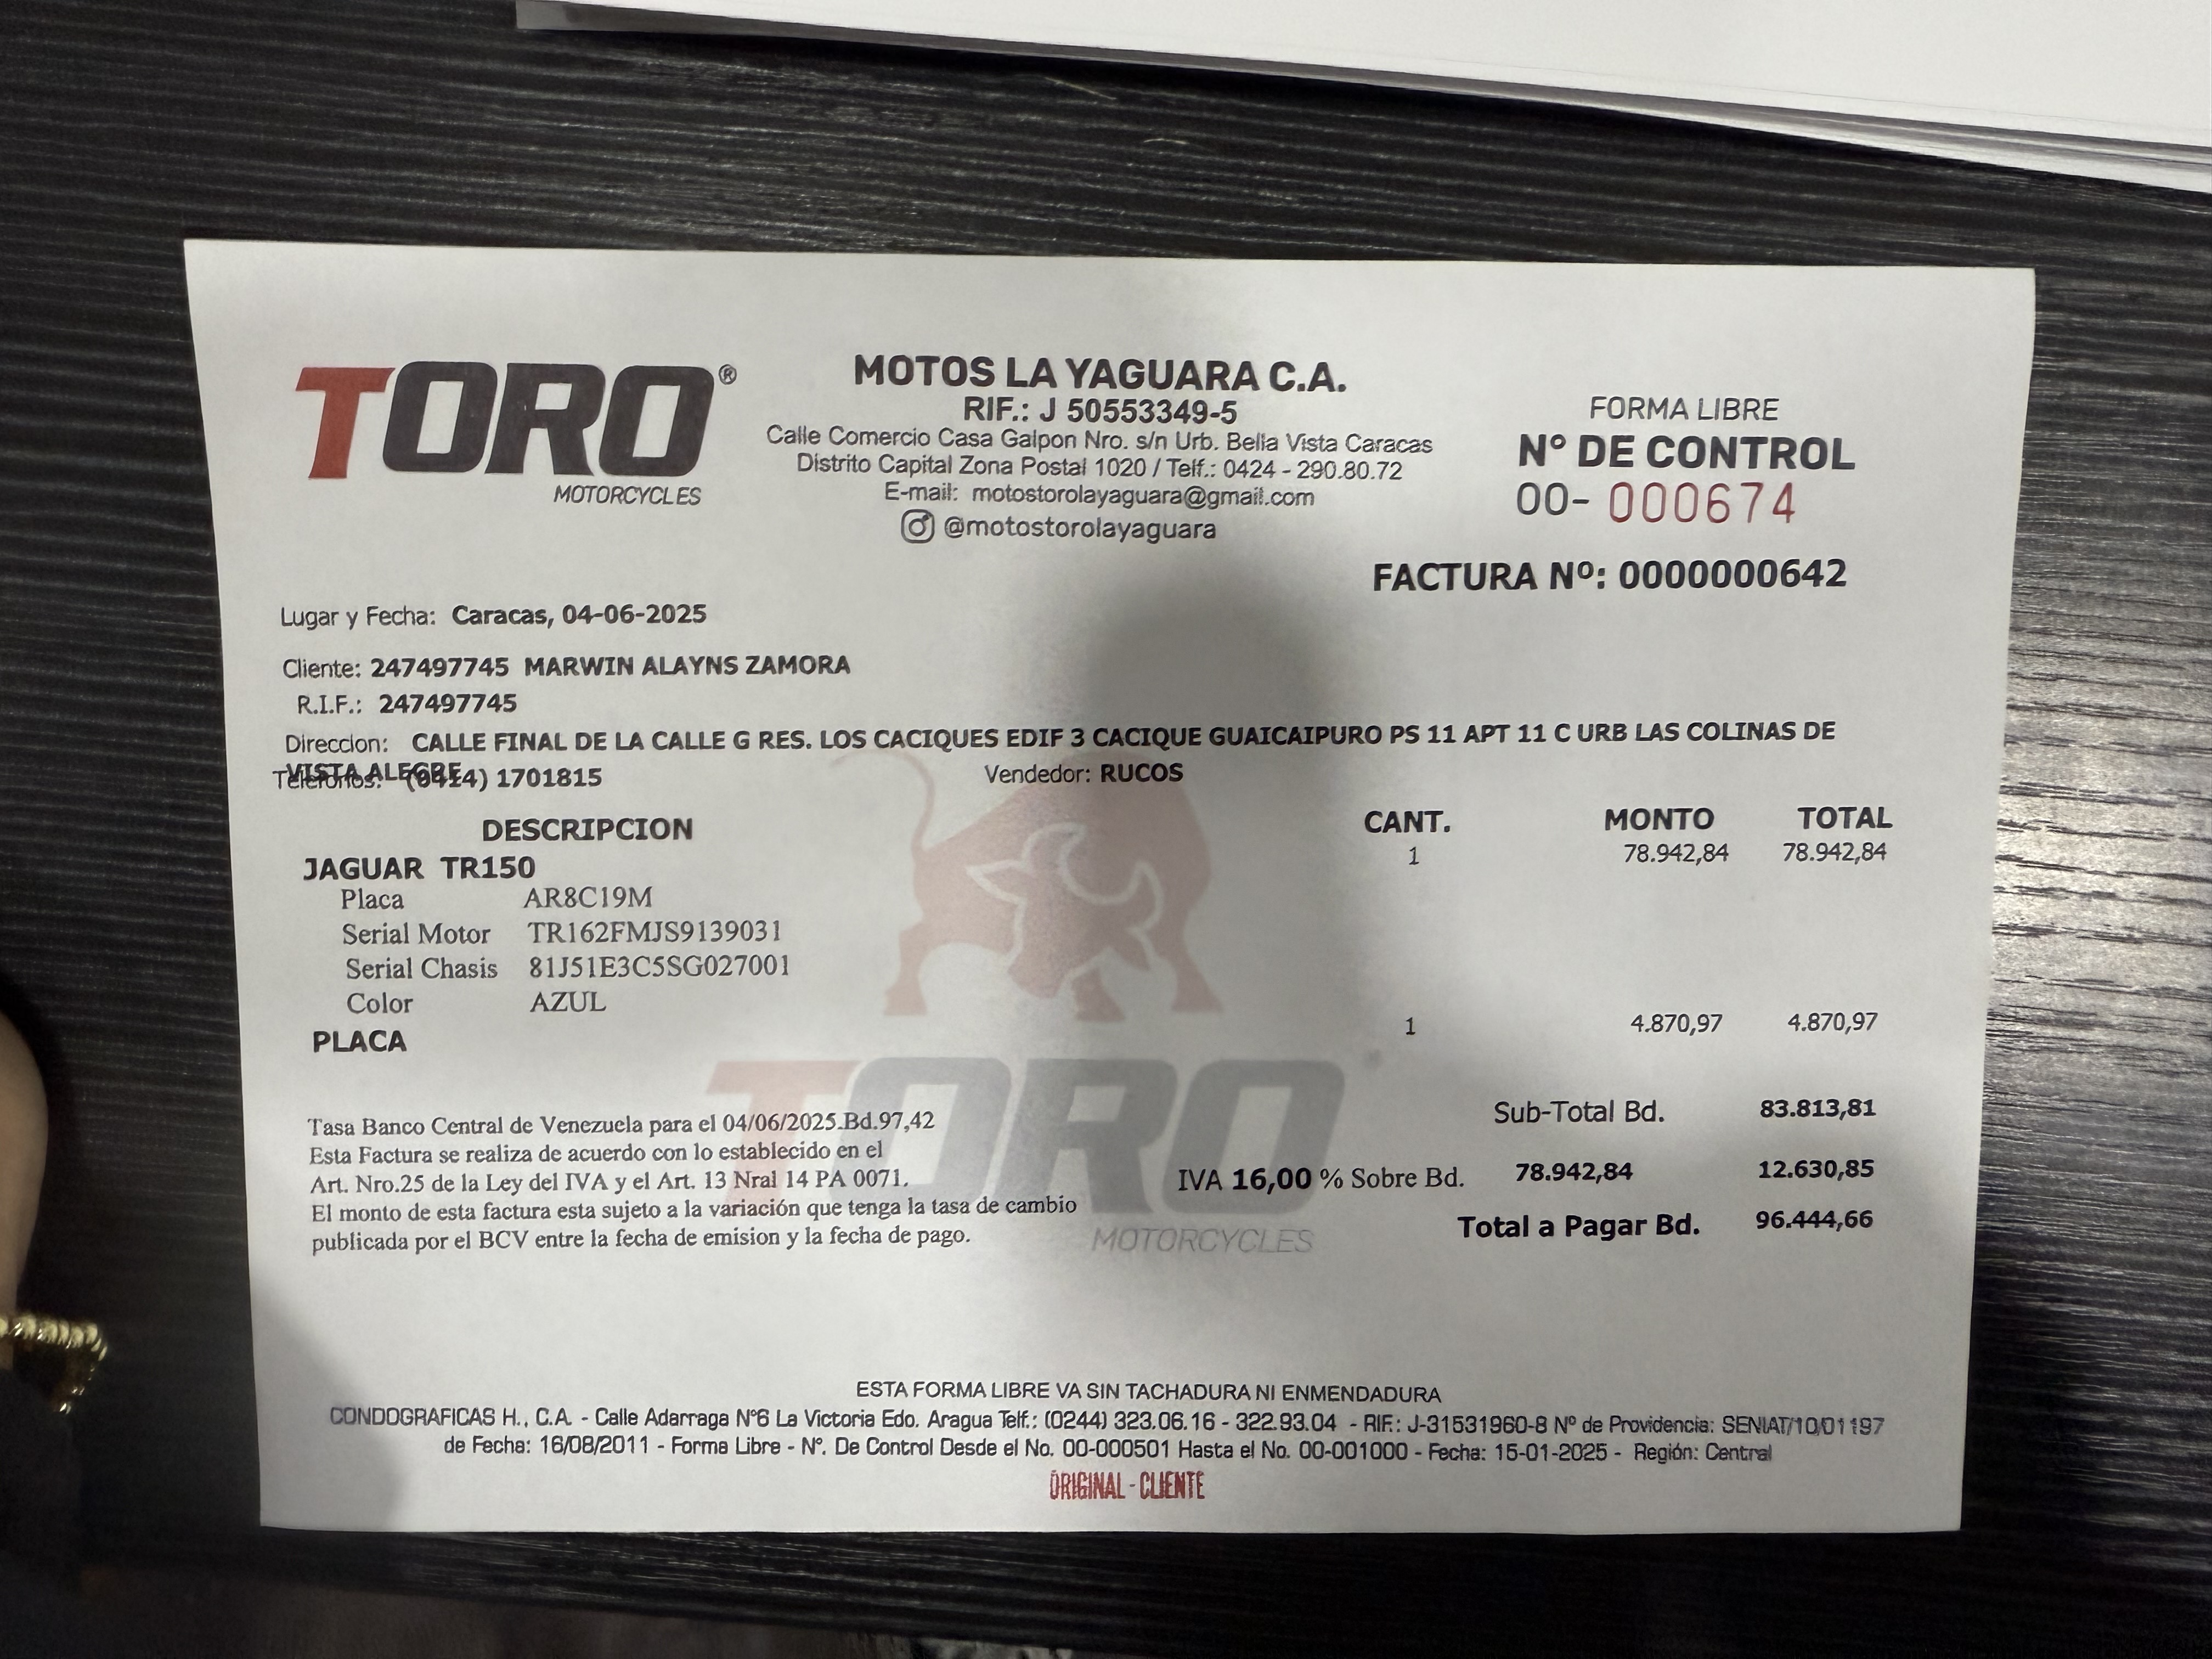 TORO®
MOTORCYCLES
MOTOS LA YAGUARA C.A.
RIF.: J 50553349-5
Calle Comercio Casa Galpon Nro. s/n Urb. Bella Vista Caracas
Distrito Capital Zona Postal 1020 / Telf.: 0424 - 290.80.72
E-mail: motostorolayaguara@gmail.com
@motostorolayaguara
FORMA LIBRE
N° DE CONTROL
00- 000674
FACTURA Nº: 0000000642
Lugar y Fecha: Caracas, 04-06-2025
Cliente: 247497745 MARWIN ALAYNS ZAMORA
R.I.F.: 247497745
Direccion: CALLE FINAL DE LA CALLE G RES. LOS CACIQUES EDIF 3 CACIQUE GUAICAIPURO PS 11 APT 11 C URB LAS COLINAS DE
VISTA ALEGRE
Telefonos: (0414) 1701815 Vendedor: RUCOS
DESCRIPCION CANT. MONTO TOTAL
JAGUAR TR150 1 78.942,84 78.942,84
Placa AR8C19M
Serial Motor TR162FMJS9139031
Serial Chasis 81J51E3C5SG027001
Color AZUL
PLACA 1 4.870,97 4.870,97
TORO
MOTORCYCLES
Tasa Banco Central de Venezuela para el 04/06/2025.Bd.97,42
Esta Factura se realiza de acuerdo con lo establecido en el
Art. Nro.25 de la Ley del IVA y el Art. 13 Nral 14 PA 0071.
El monto de esta factura esta sujeto a la variación que tenga la tasa de cambio
publicada por el BCV entre la fecha de emision y la fecha de pago.
Sub-Total Bd. 83.813,81
IVA 16,00 % Sobre Bd. 78.942,84 12.630,85
Total a Pagar Bd. 96.444,66
ESTA FORMA LIBRE VA SIN TACHADURA NI ENMENDADURA
CONDOGRAFICAS H., C.A. - Calle Adarraga N°6 La Victoria Edo. Aragua Telf.: (0244) 323.06.16 - 322.93.04 - RIF.: J-31531960-8 Nº de Providencia: SENIAT/10/01197
de Fecha: 16/08/2011 - Forma Libre - N°. De Control Desde el No. 00-000501 Hasta el No. 00-001000 - Fecha: 15-01-2025 - Región: Central
ORIGINAL - CLIENTE